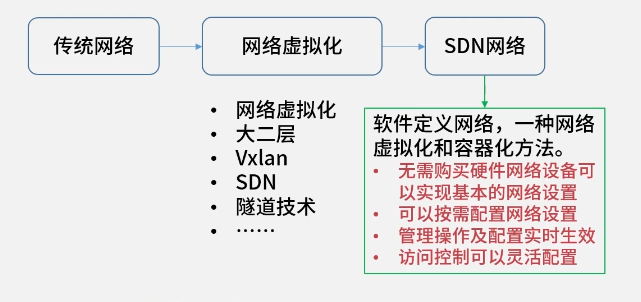 传统网络
网络虚拟化
SDN网络
• 网络虚拟化
• 大二层
• Vxlan
• SDN
• 隧道技术
• ……
软件定义网络，一种网络
虚拟化和容器化方法。
• 无需购买硬件网络设备可
以实现基本的网络设置
• 可以按需配置网络设置
• 管理操作及配置实时生效
• 访问控制可以灵活配置